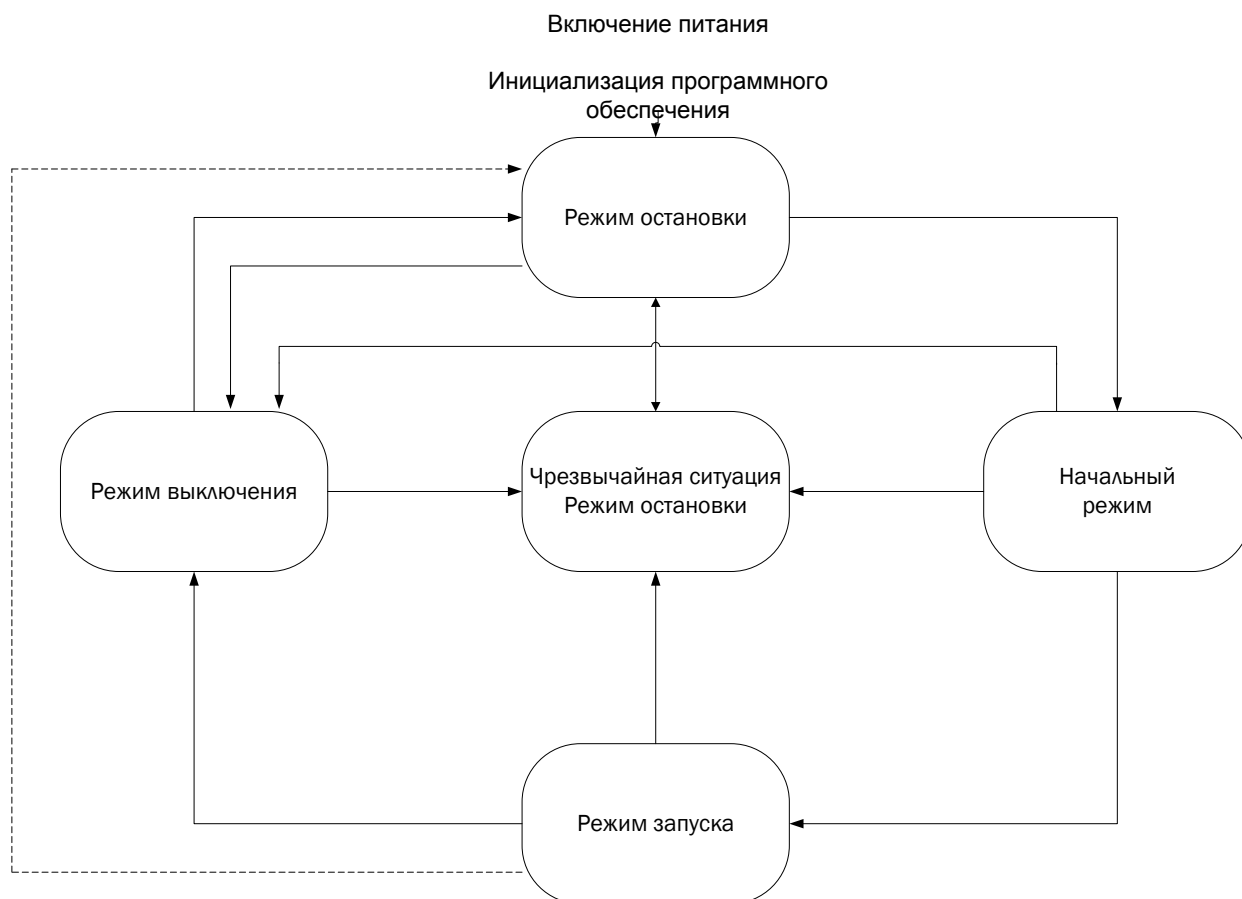 Включение питания
Инициализация программного
обеспечения
Режим остановки
Режим выключения
Чрезвычайная ситуация
Режим остановки
Начальный
режим
Режим запуска